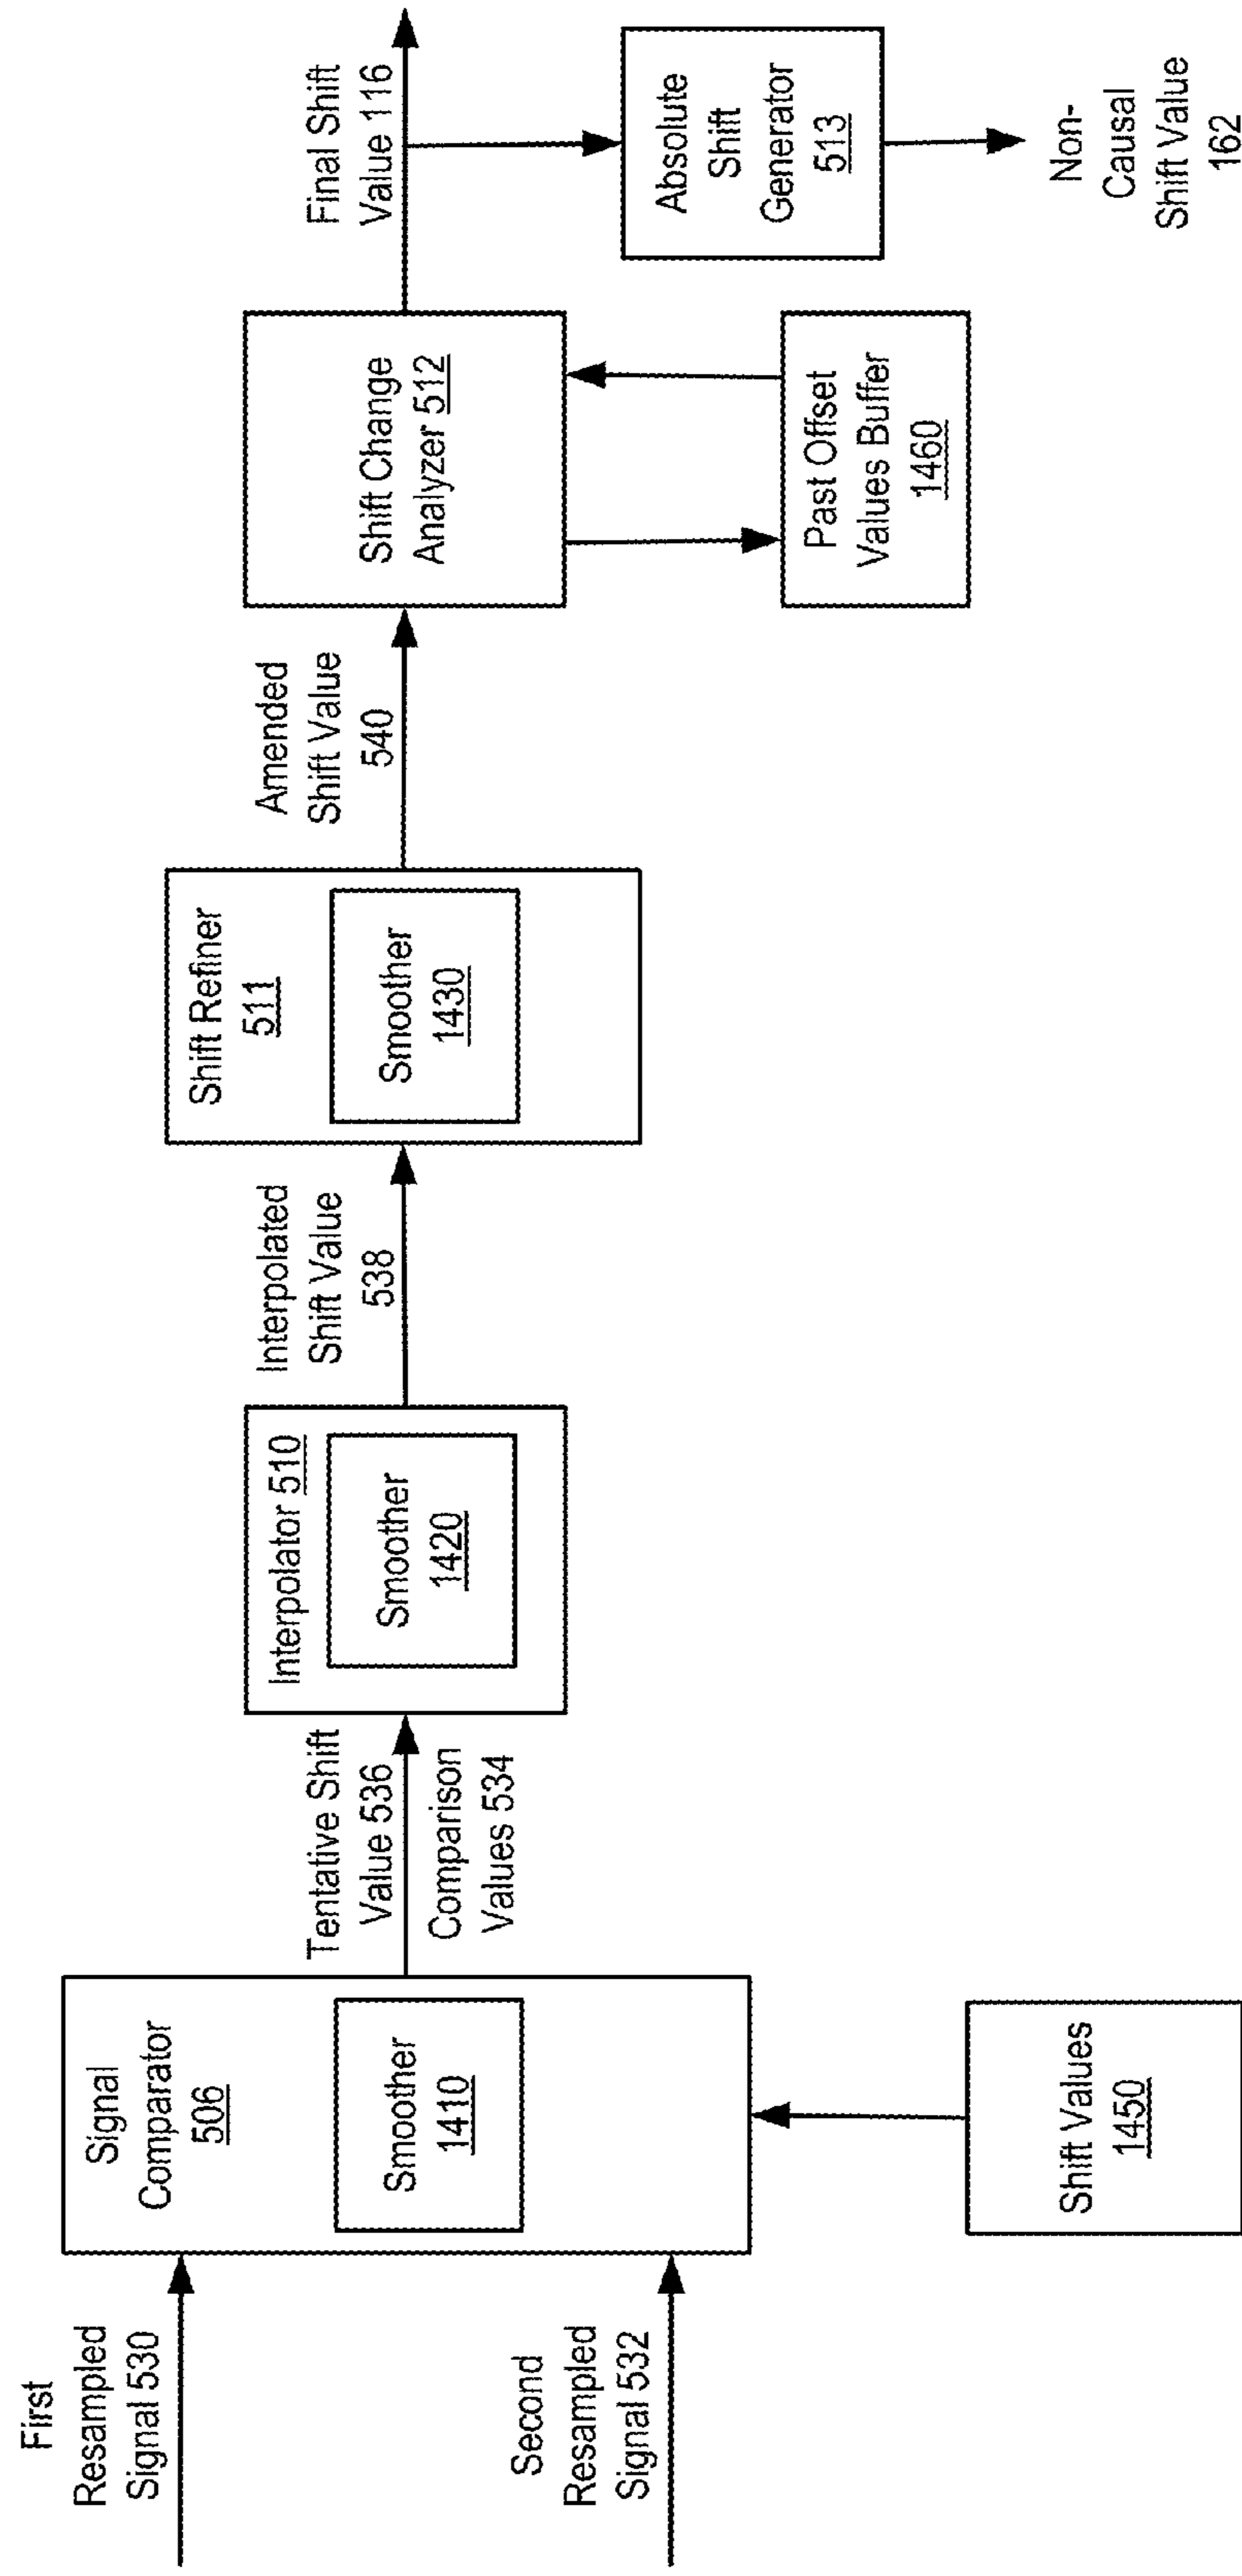 First
Resampled
Signal 530
Second
Resampled
Signal 532
Signal
Comparator
506
Smoother
1410
Shift Values
1450
Tentative Shift
Value 536
Comparison
Values 534
Interpolator 510
Smoother
1420
Interpolated
Shift Value
538
Shift Refiner
511
Smoother
1430
Amended
Shift Value
540
Shift Change
Analyzer 512
Past Offset
Values Buffer
1460
Final Shift
Value 116
Absolute
Shift
Generator
513
Non-
Causal
Shift Value
162